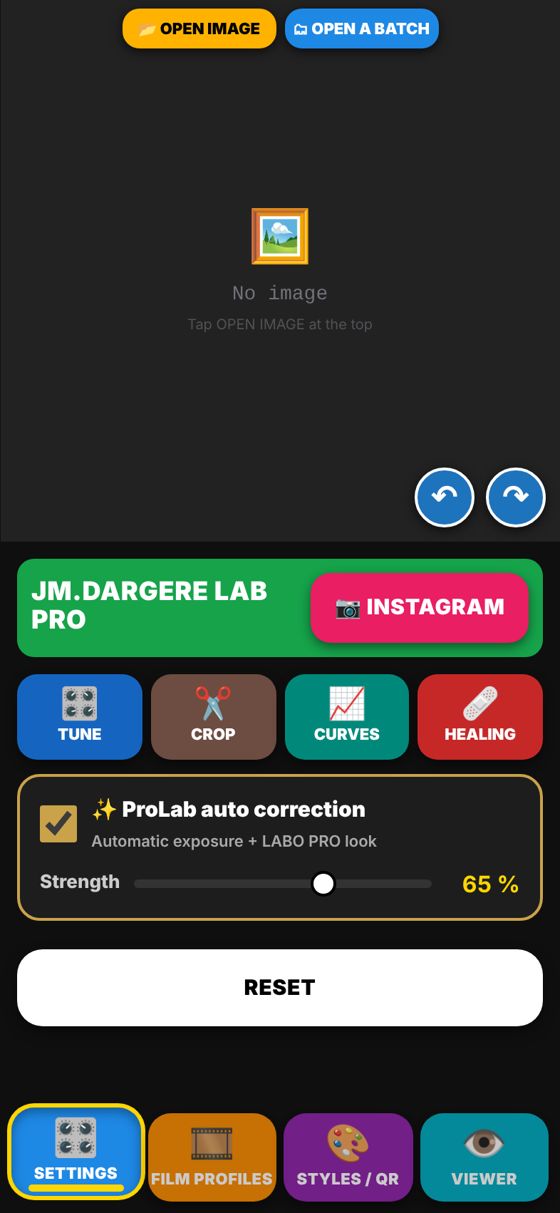 📂 OPEN IMAGE
🗂 OPEN A BATCH
No image
Tap OPEN IMAGE at the top
JM.DARGERE LAB
PRO
📷 INSTAGRAM
TUNE
CROP
CURVES
HEALING
✨ ProLab auto correction
Automatic exposure + LABO PRO look
Strength
65 %
RESET
SETTINGS
FILM PROFILES
STYLES / QR
VIEWER